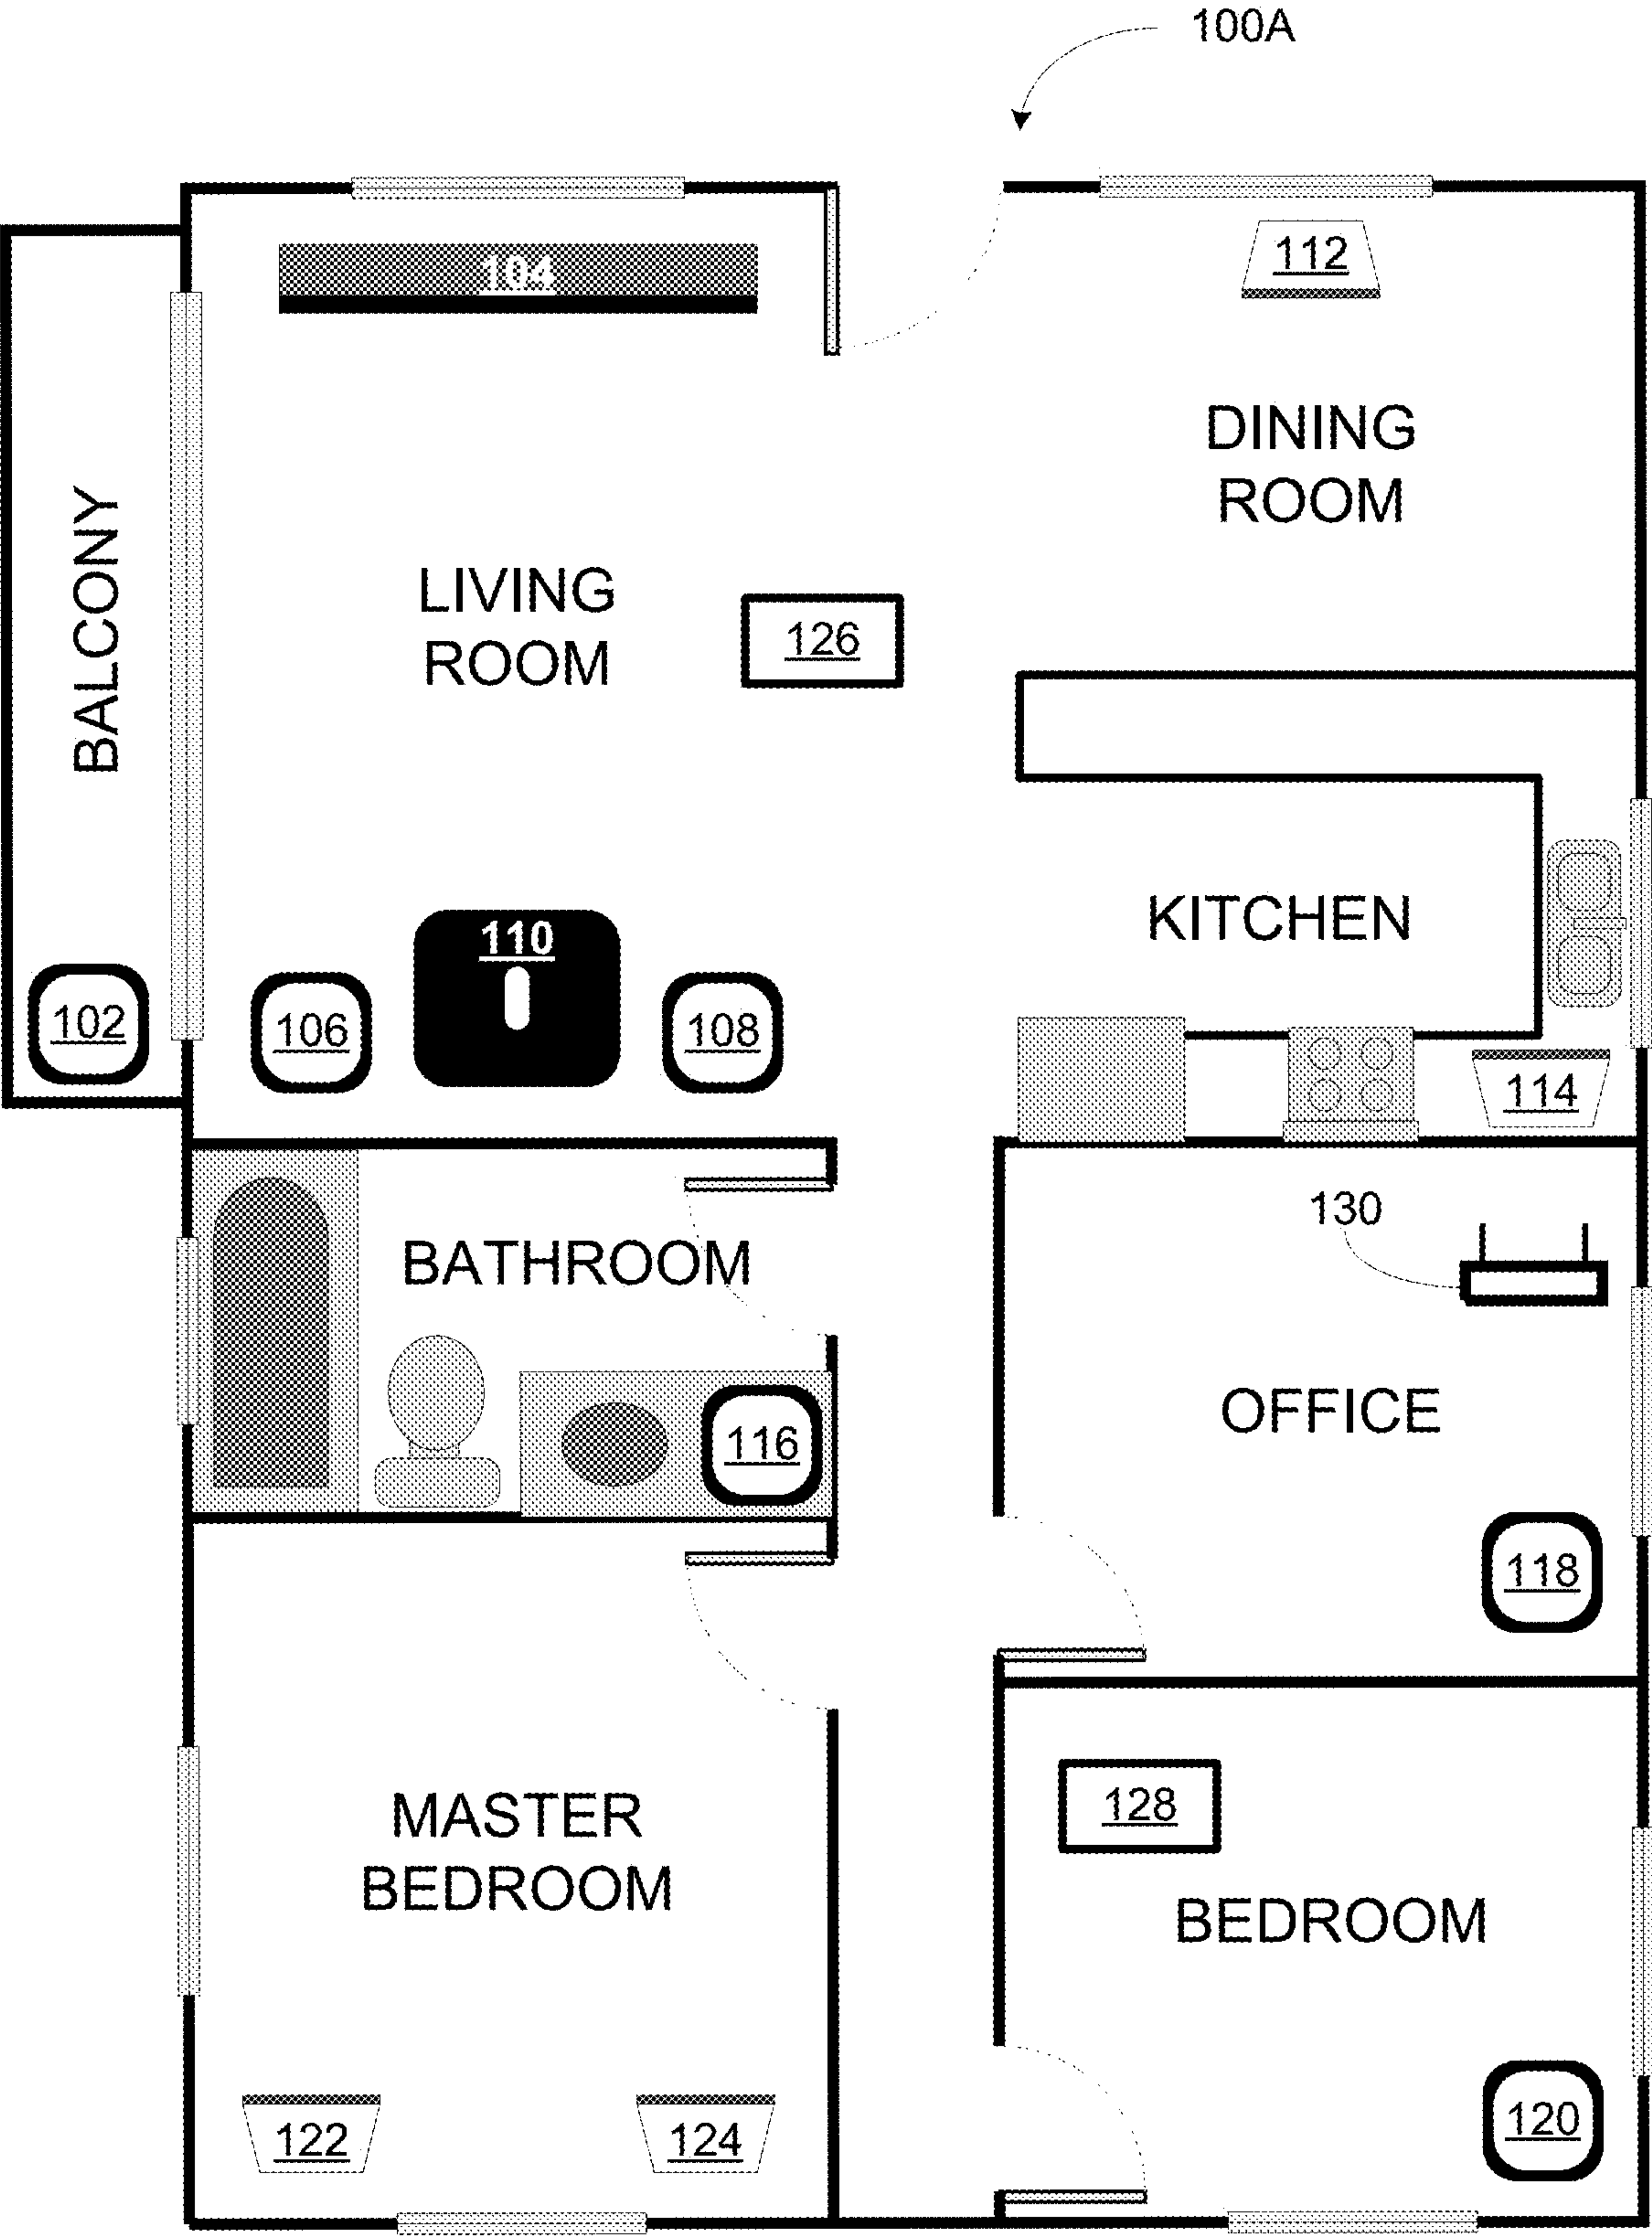 100A
104
112
DINING
ROOM
BALCONY
LIVING
ROOM
126
KITCHEN
110
102
106
108
114
130
BATHROOM
OFFICE
116
118
128
MASTER
BEDROOM
BEDROOM
122
124
120